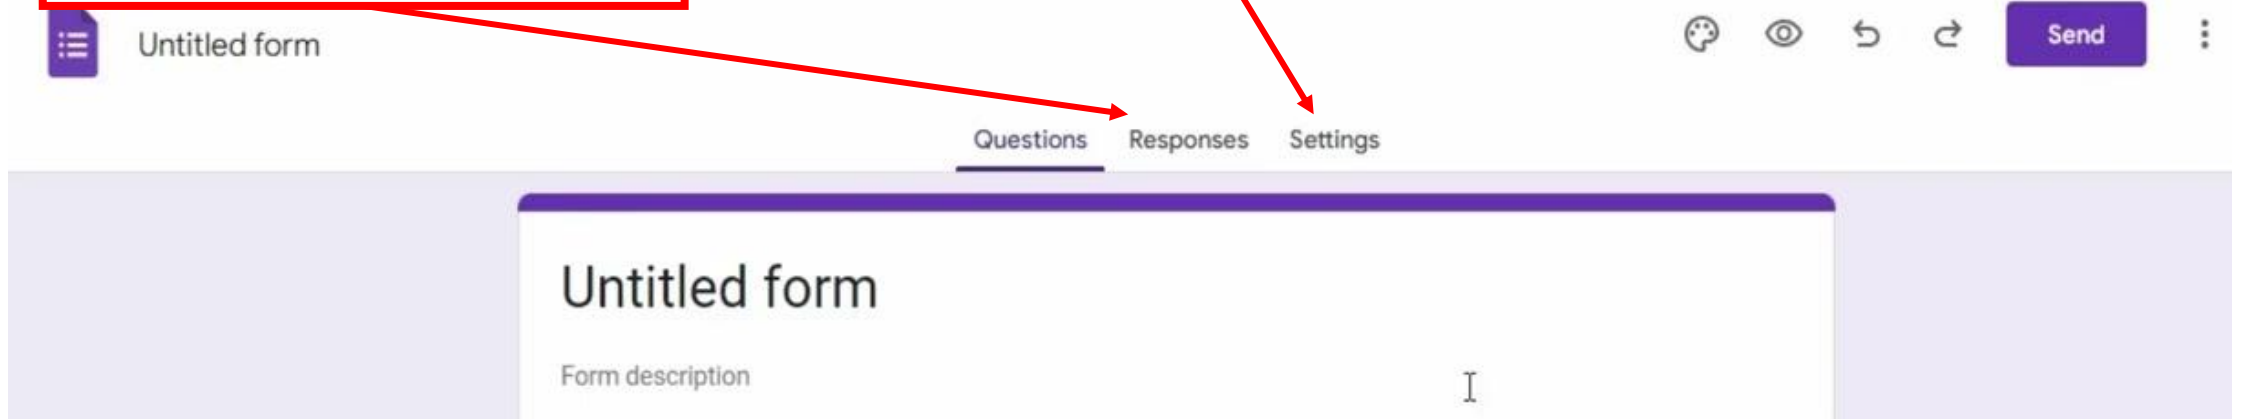 Untitled form
Send
Questions Responses Settings
Untitled form
Form description